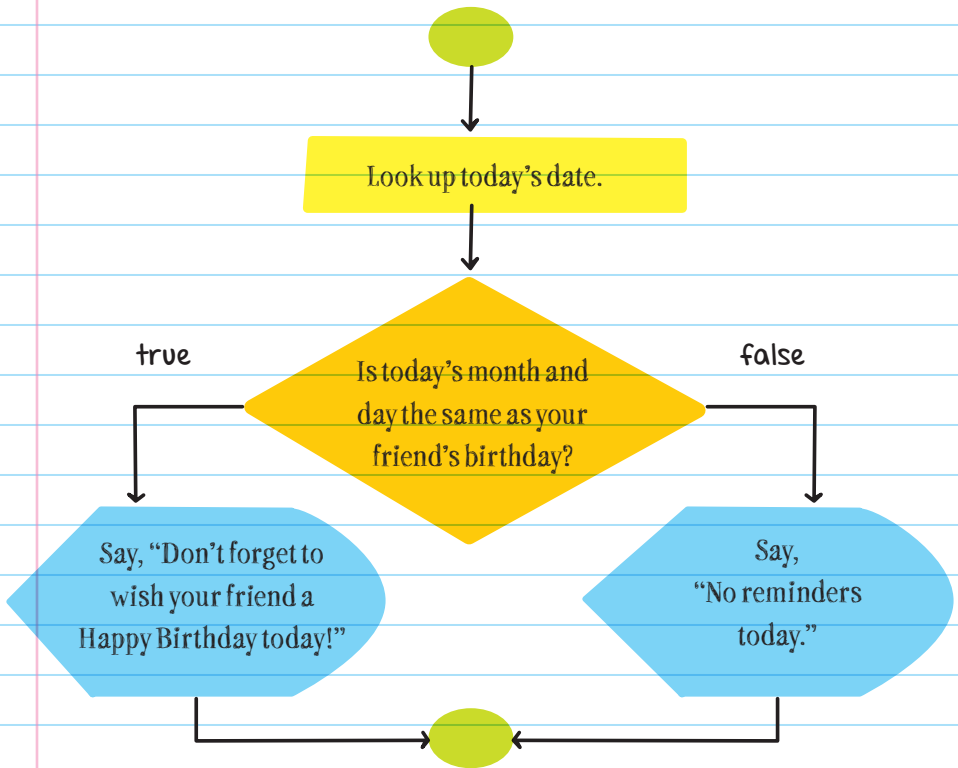 Look up today's date.
true
false
Is today's month and
day the same as your
friend's birthday?
Say, “Don't forget to
wish your friend a
Happy Birthday today!”
Say,
“No reminders
today.”